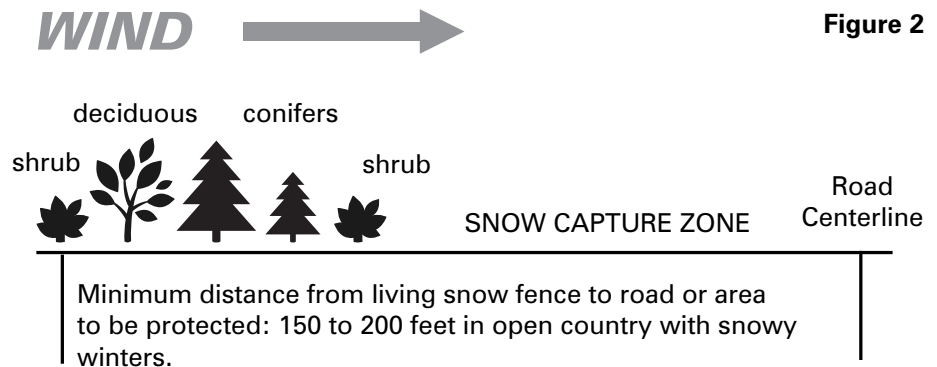 WIND
Figure 2
deciduous conifers
shrub
shrub
Road
Centerline
SNOW CAPTURE ZONE
Minimum distance from living snow fence to road or area
to be protected: 150 to 200 feet in open country with snowy
winters.